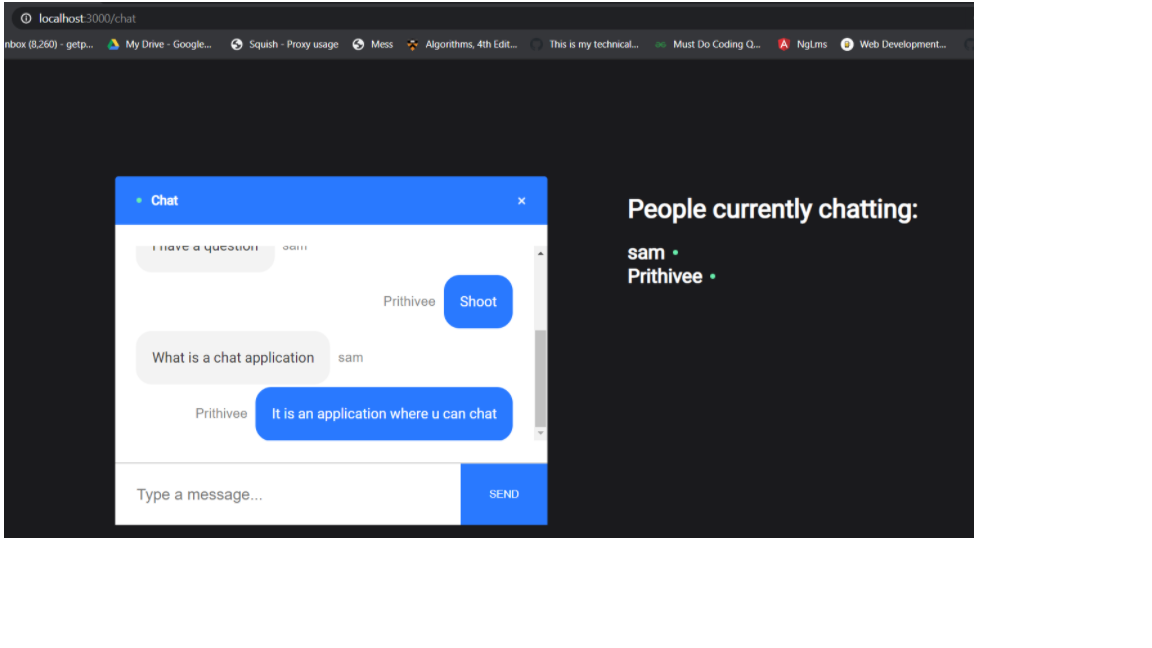 localhost:3000/chat
nbox (8,260) - getp...
My Drive - Google...
Squish - Proxy usage
Mess
Algorithms, 4th Edit...
This is my technical...
Must Do Coding Q...
NgLms
Web Development...
Chat
×
I have a question
sam
Prithivee
Shoot
What is a chat application
sam
Prithivee
It is an application where u can chat
Type a message...
SEND
People currently chatting:
sam
Prithivee